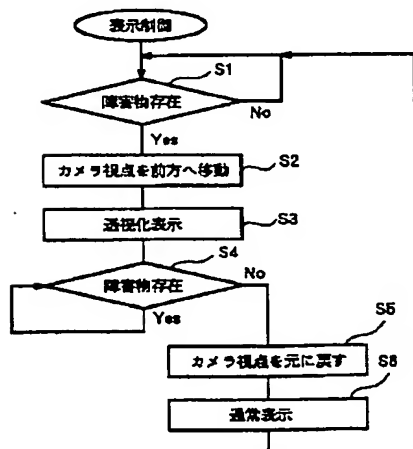 表示制御
S1
障害物存在
No
Yes
S2
カメラ視点を前方へ移動
S3
透視化表示
S4
障害物存在
No
Yes
S5
カメラ視点を元に戻す
S6
通常表示